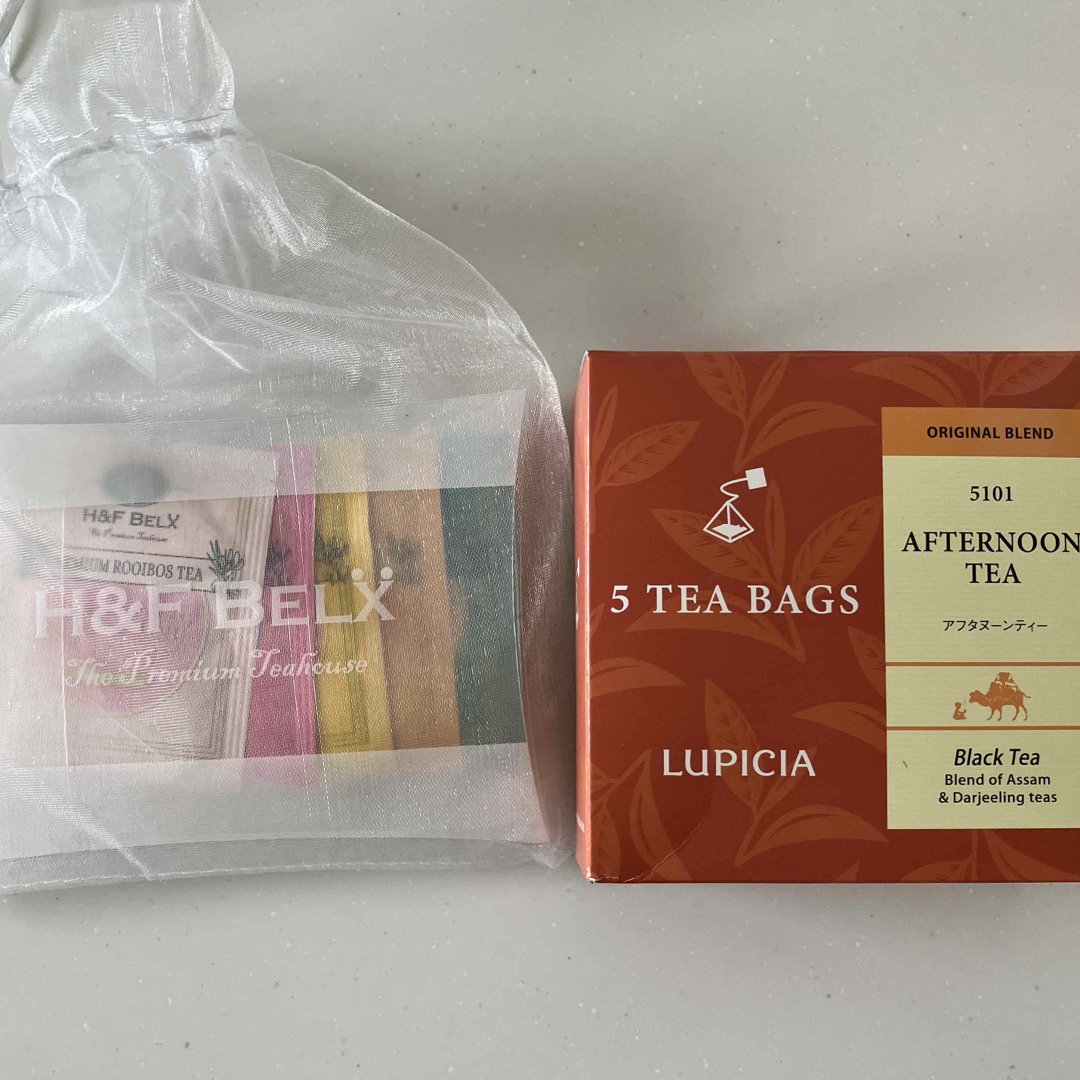 H&F BELX
The Premium Teahouse
UM ROOIBOS TEA
H&F BELX
The Premium Teahouse
5 TEA BAGS
LUPICIA
ORIGINAL BLEND
5101
AFTERNOON
TEA
アフタヌーンティー
Black Tea
Blend of Assam
& Darjeeling teas